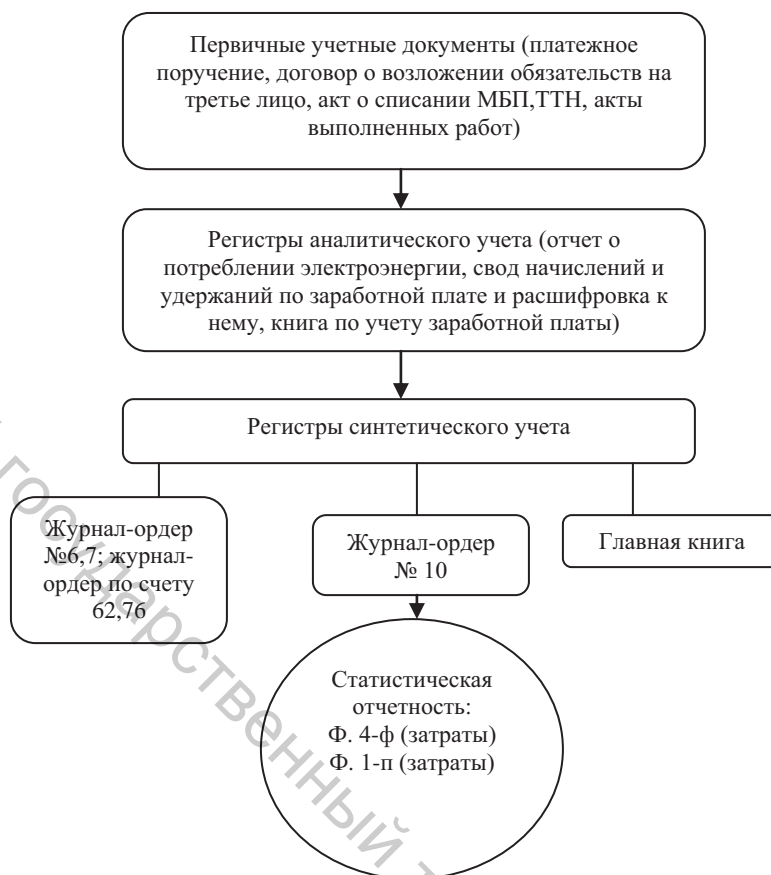 Первичные учетные документы (платежное
поручение, договор о возложении обязательств на
третье лицо, акт о списании МБП,ТТН, акты
выполненных работ)
Регистры аналитического учета (отчет о
потреблении электроэнергии, свод начислений и
удержаний по заработной плате и расшифровка к
нему, книга по учету заработной платы)
Регистры синтетического учета
Журнал-ордер
№6,7; журнал-
ордер по счету
62,76
Журнал-ордер
№ 10
Главная книга
Статистическая
отчетность:
Ф. 4-ф (затраты)
Ф. 1-п (затраты)
государственный